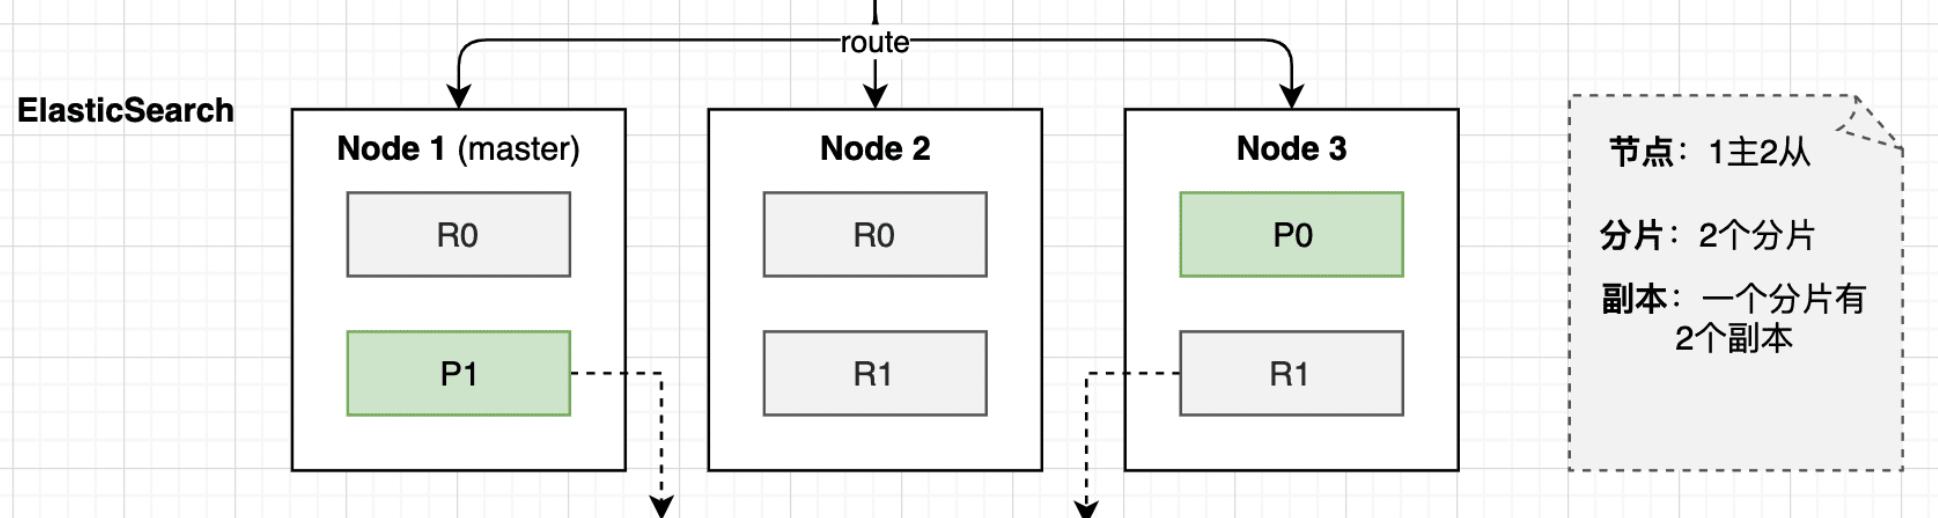 route
ElasticSearch
Node 1 (master)
R0
P1
Node 2
R0
R1
Node 3
P0
R1
节点：1主2从
分片：2个分片
副本：一个分片有
2个副本